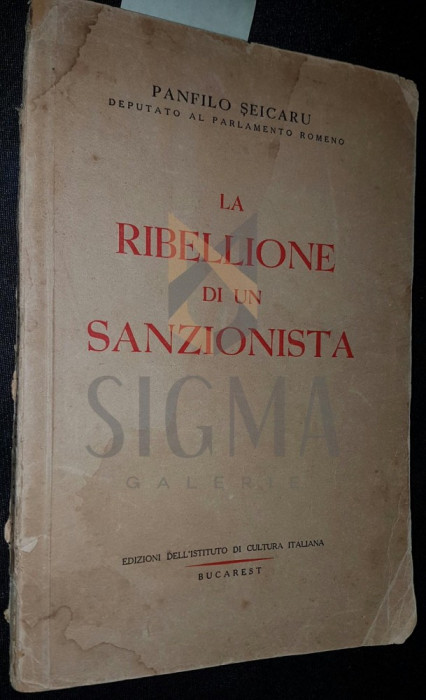 PANFILO ȘEICARU
DEPUTATO AL PARLAMENTO ROMENO
LA
RIBELLIONE
DI UN
SANZIONISTA
SIGMA
GALERIE
EDIZIONI DELL'ISTITUTO DI CULTURA ITALIANA
BUCAREST